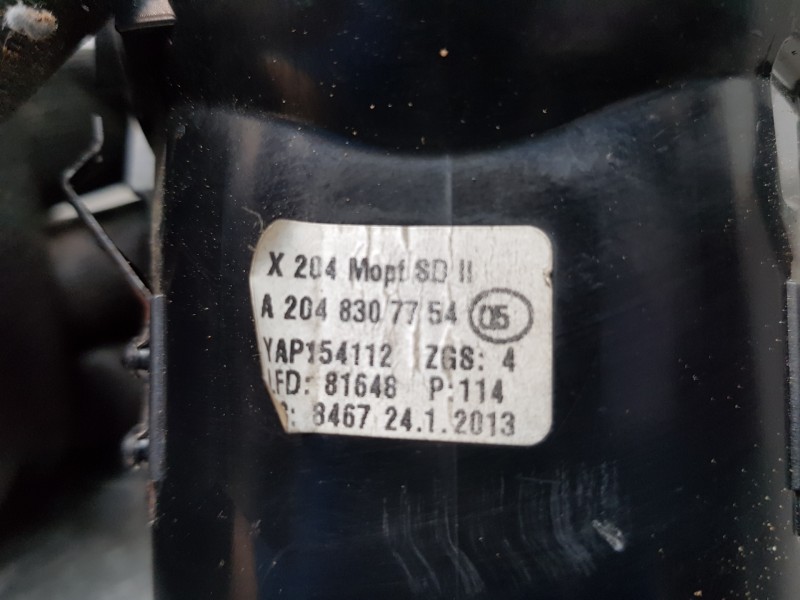 X 204 Mopf SD II
A 204 830 77 54 05
YAP154112 ZGS: 4
LFD: 81648 P:114
8467 24.1.2013